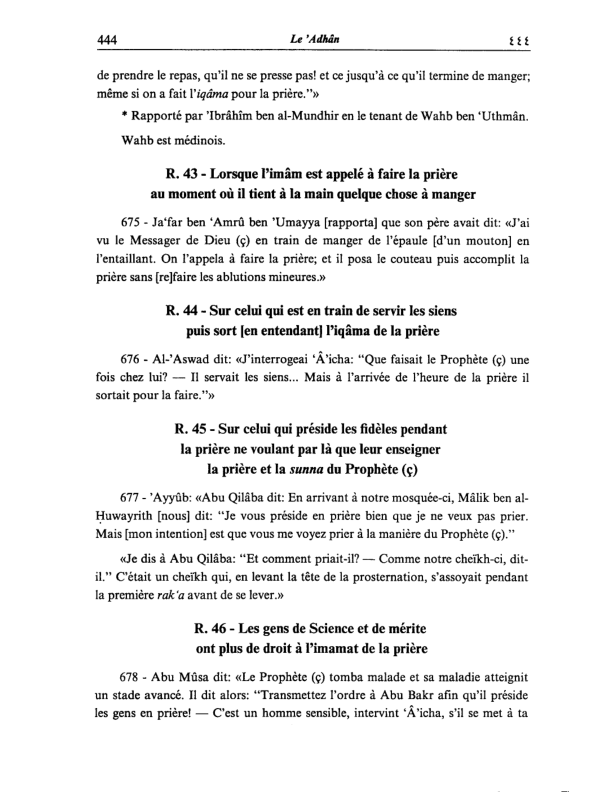 444 Le ’Adhân ٤٤٤
de prendre le repas, qu’il ne se presse pas! et ce jusqu’à ce qu’il termine de manger;
même si on a fait l’iqâma pour la prière.”»
* Rapporté par ’Ibrâhîm ben al-Mundhir en le tenant de Wahb ben ‘Uthmân.
Wahb est médinois.
R. 43 - Lorsque l’imâm est appelé à faire la prière
au moment où il tient à la main quelque chose à manger
675 - Ja‘far ben ‘Amrû ben ’Umayya [rapporta] que son père avait dit: «J’ai
vu le Messager de Dieu (ç) en train de manger de l’épaule [d’un mouton] en
l’entaillant. On l’appela à faire la prière; et il posa le couteau puis accomplit la
prière sans [re]faire les ablutions mineures.»
R. 44 - Sur celui qui est en train de servir les siens
puis sort [en entendant] l’iqâma de la prière
676 - Al-’Aswad dit: «J’interrogeai ‘Â’icha: “Que faisait le Prophète (ç) une
fois chez lui? — Il servait les siens... Mais à l’arrivée de l’heure de la prière il
sortait pour la faire.”»
R. 45 - Sur celui qui préside les fidèles pendant
la prière ne voulant par là que leur enseigner
la prière et la sunna du Prophète (ç)
677 - ’Ayyûb: «Abu Qilâba dit: En arrivant à notre mosquée-ci, Mâlik ben al-
Ḥuwayrith [nous] dit: “Je vous préside en prière bien que je ne veux pas prier.
Mais [mon intention] est que vous me voyez prier à la manière du Prophète (ç).”
«Je dis à Abu Qilâba: “Et comment priait-il? — Comme notre cheïkh-ci, dit-
il.” C’était un cheïkh qui, en levant la tête de la prosternation, s’assoyait pendant
la première rak‘a avant de se lever.»
R. 46 - Les gens de Science et de mérite
ont plus de droit à l’imamat de la prière
678 - Abu Mûsa dit: «Le Prophète (ç) tomba malade et sa maladie atteignit
un stade avancé. Il dit alors: “Transmettez l’ordre à Abu Bakr afin qu’il préside
les gens en prière! — C’est un homme sensible, intervint ‘Â’icha, s’il se met à ta